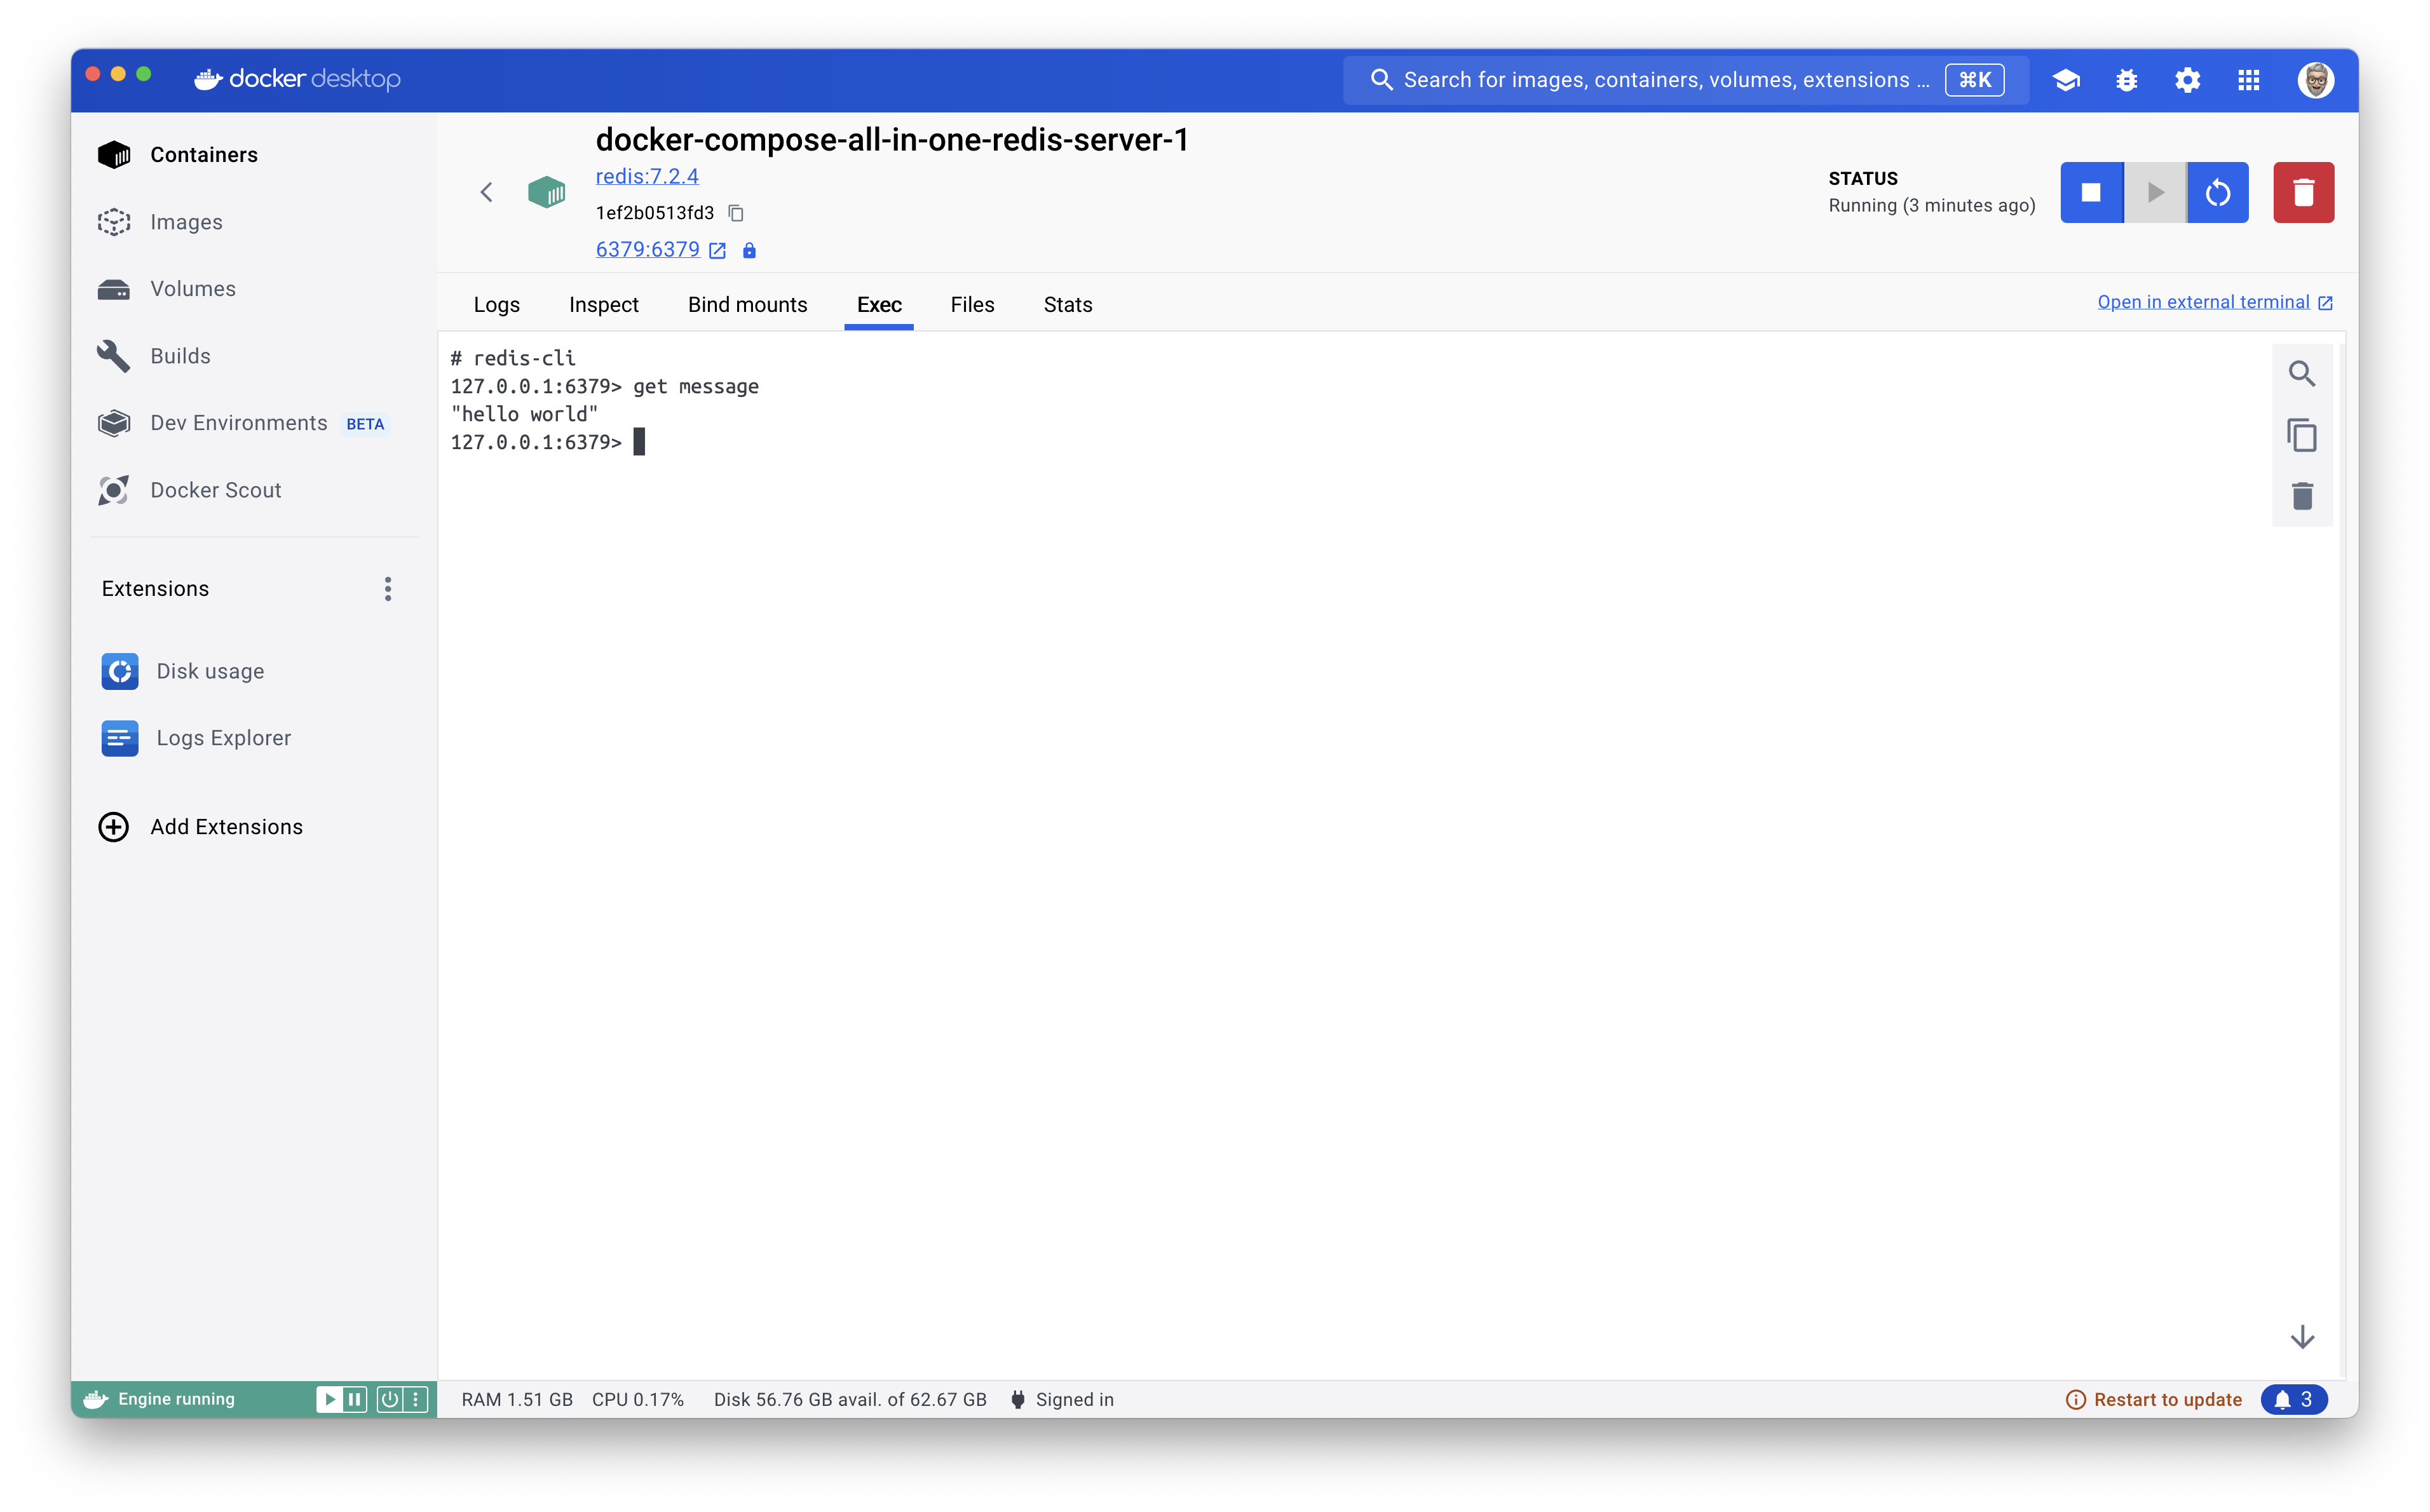 docker desktop
Search for images, containers, volumes, extensions ... ⌘K
Containers
Images
Volumes
Builds
Dev Environments BETA
Docker Scout
Extensions
Disk usage
Logs Explorer
Add Extensions
docker-compose-all-in-one-redis-server-1
redis:7.2.4
1ef2b0513fd3
6379:6379
STATUS
Running (3 minutes ago)
Logs Inspect Bind mounts Exec Files Stats
Open in external terminal
# redis-cli
127.0.0.1:6379> get message
"hello world"
127.0.0.1:6379>
Engine running
RAM 1.51 GB CPU 0.17% Disk 56.76 GB avail. of 62.67 GB Signed in
Restart to update 3